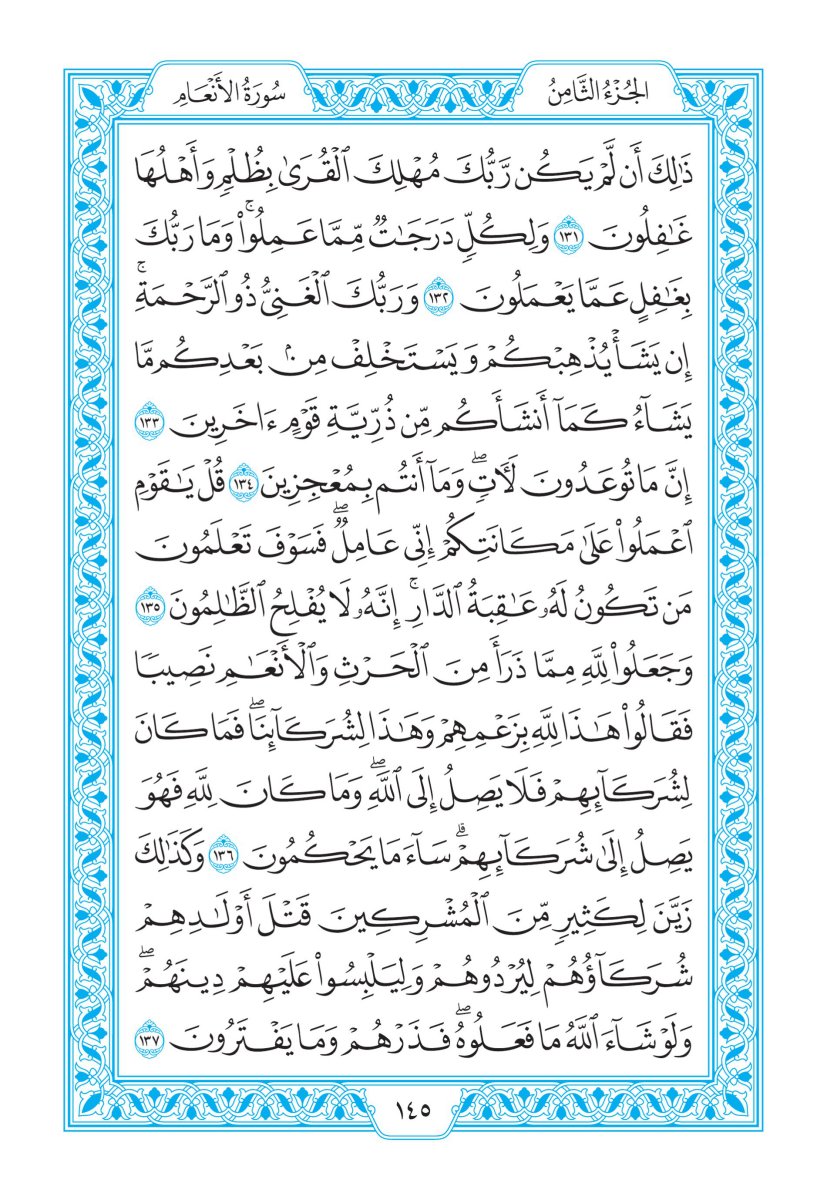 الجُزْءُ الثَّامِنُ
سُورَةُ الأَنْعَامِ
ذَٰلِكَ أَن لَّمۡ يَكُن رَّبُّكَ مُهۡلِكَ ٱلۡقُرَىٰ بِظُلۡمٖ وَأَهۡلُهَا
غَٰفِلُونَ ١٣١ وَلِكُلّٖ دَرَجَٰتٞ مِّمَّا عَمِلُواْۚ وَمَا رَبُّكَ
بِغَٰفِلٍ عَمَّا يَعۡمَلُونَ ١٣٢ وَرَبُّكَ ٱلۡغَنِيُّ ذُو ٱلرَّحۡمَةِۚ
إِن يَشَأۡ يُذۡهِبۡكُمۡ وَيَسۡتَخۡلِفۡ مِنۢ بَعۡدِكُم مَّا
يَشَآءُ كَمَآ أَنشَأَكُم مِّن ذُرِّيَّةِ قَوۡمٍ ءَاخَرِينَ ١٣٣
إِنَّ مَا تُوعَدُونَ لَأٓتٖۖ وَمَآ أَنتُم بِمُعۡجِزِينَ ١٣٤ قُلۡ يَٰقَوۡمِ
ٱعۡمَلُواْ عَلَىٰ مَكَانَتِكُمۡ إِنِّي عَامِلٞۖ فَسَوۡفَ تَعۡلَمُونَ
مَن تَكُونُ لَهُۥ عَٰقِبَةُ ٱلدَّارِۚ إِنَّهُۥ لَا يُفۡلِحُ ٱلظَّٰلِمُونَ ١٣٥
وَجَعَلُواْ لِلَّهِ مِمَّا ذَرَأَ مِنَ ٱلۡحَرۡثِ وَٱلۡأَنۡعَٰمِ نَصِيبٗا
فَقَالُواْ هَٰذَا لِلَّهِ بِزَعۡمِهِمۡ وَهَٰذَا لِشُرَكَآئِنَاۖ فَمَا كَانَ
لِشُرَكَآئِهِمۡ فَلَا يَصِلُ إِلَى ٱللَّهِۖ وَمَا كَانَ لِلَّهِ فَهُوَ
يَصِلُ إِلَىٰ شُرَكَآئِهِمۡۗ سَآءَ مَا يَحۡكُمُونَ ١٣٦ وَكَذَٰلِكَ
زَيَّنَ لِكَثِيرٖ مِّنَ ٱلۡمُشۡرِكِينَ قَتۡلَ أَوۡلَٰدِهِمۡ
شُرَكَآؤُهُمۡ لِيُرۡدُوهُمۡ وَلِيَلۡبِسُواْ عَلَيۡهِمۡ دِينَهُمۡۖ
وَلَوۡ شَآءَ ٱللَّهُ مَا فَعَلُوهُۖ فَذَرۡهُمۡ وَمَا يَفۡتَرُونَ ١٣٧
١٤٥